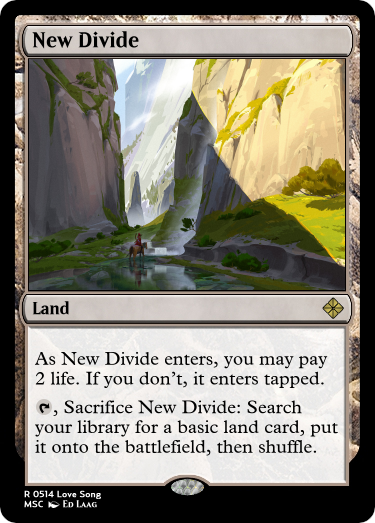 New Divide
Land
As New Divide enters, you may pay
2 life. If you don't, it enters tapped.
, Sacrifice New Divide: Search
your library for a basic land card, put
it onto the battlefield, then shuffle.
R 0514 Love Song
MSC Ed Laag